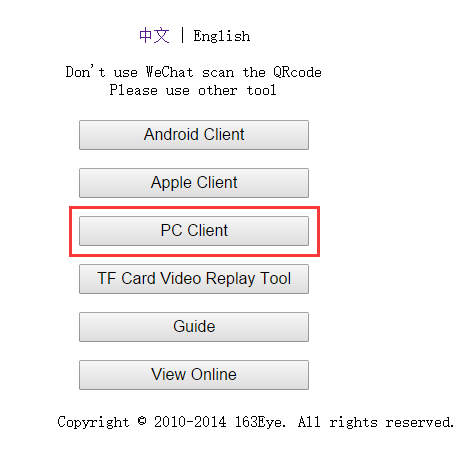 中文 | English
Don't use WeChat scan the QRcode
Please use other tool
Android Client
Apple Client
PC Client
TF Card Video Replay Tool
Guide
View Online
Copyright © 2010-2014 163Eye. All rights reserved.